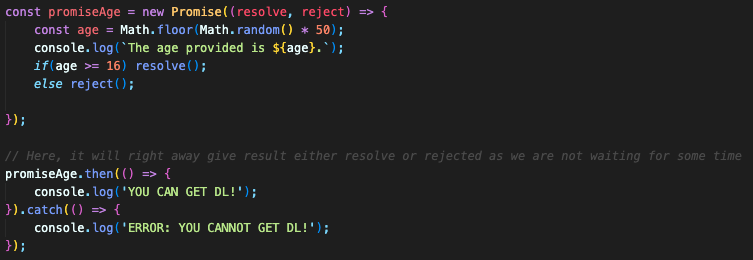 const promiseAge = new Promise((resolve, reject) => {
    const age = Math.floor(Math.random() * 50);
    console.log(`The age provided is ${age}.`);
    if(age >= 16) resolve();
    else reject();

});

// Here, it will right away give result either resolve or rejected as we are not waiting for some time
promiseAge.then(() => {
    console.log('YOU CAN GET DL!');
}).catch(() => {
    console.log('ERROR: YOU CANNOT GET DL!');
});